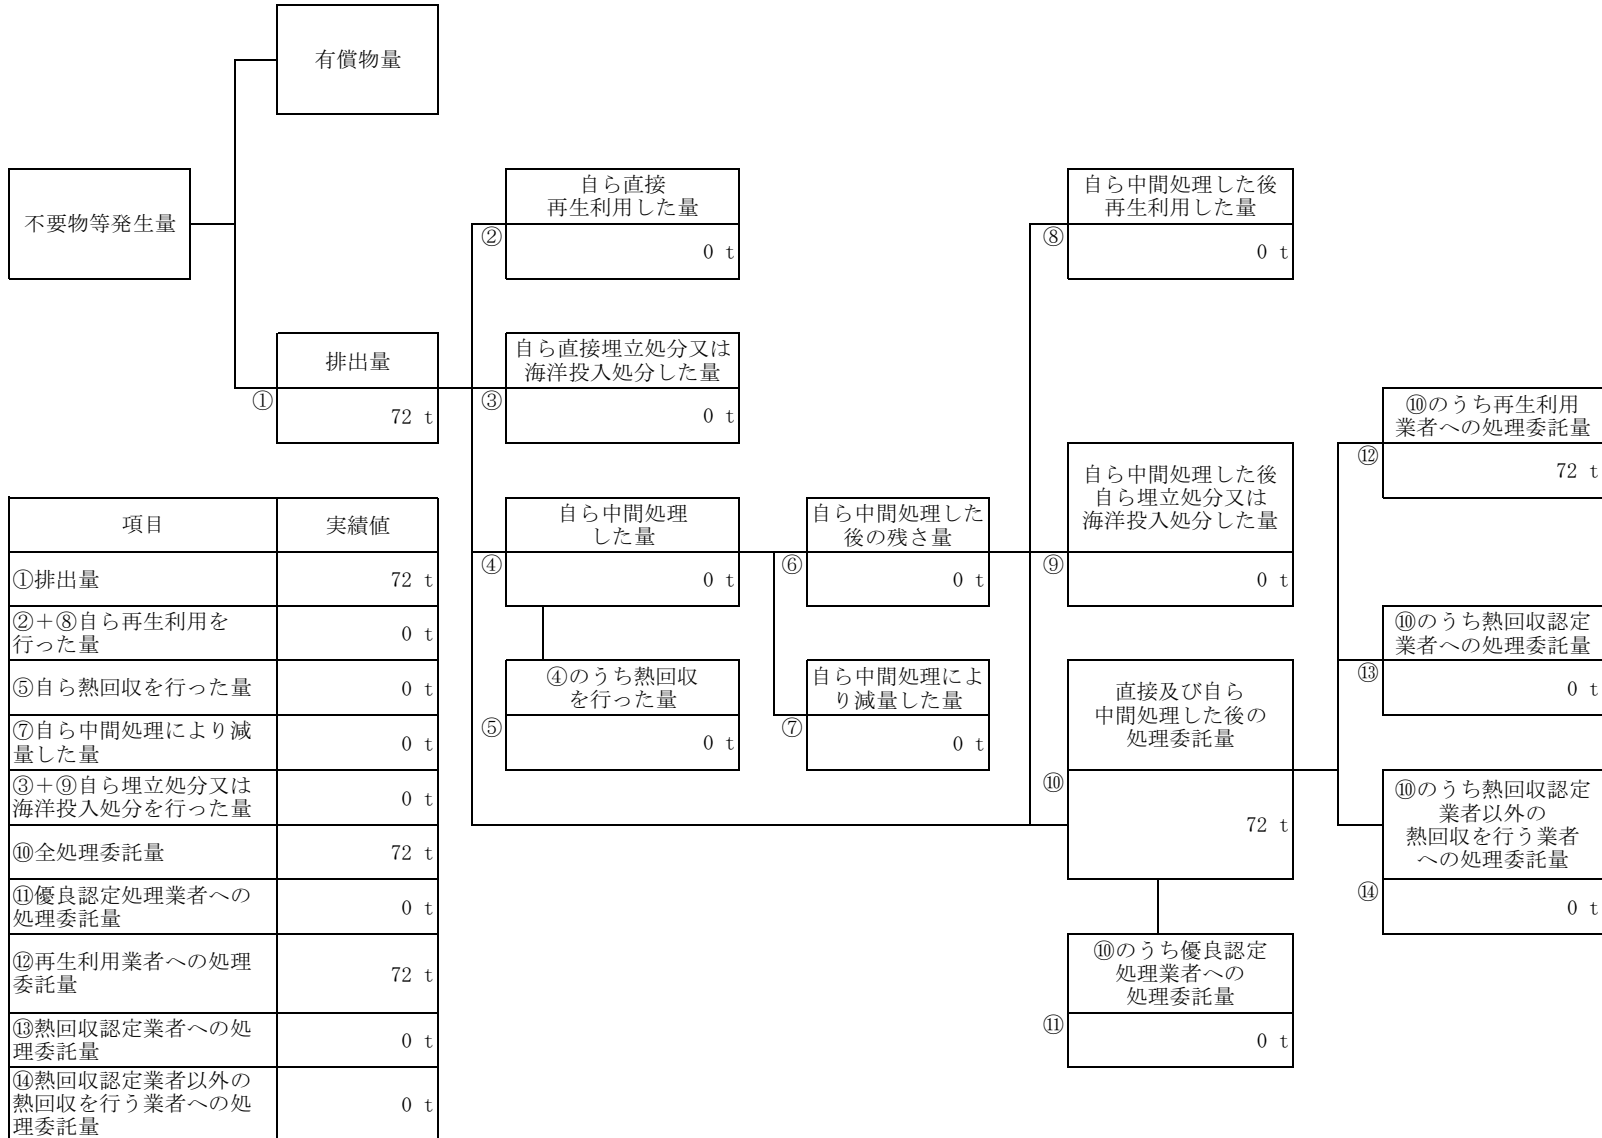 有償物量
不要物等発生量
自ら直接
再生利用した量
②
0 t
自ら中間処理した後
再生利用した量
⑧
0 t
排出量
①
72 t
自ら直接埋立処分又は
海洋投入処分した量
③
0 t
⑩のうち再生利用
業者への処理委託量
⑫
72 t
自ら中間処理
した量
④
0 t
自ら中間処理した
後の残さ量
⑥
0 t
自ら中間処理した後
自ら埋立処分又は
海洋投入処分した量
⑨
0 t
⑩のうち熱回収認定
業者への処理委託量
⑬
0 t
④のうち熱回収
を行った量
⑤
0 t
自ら中間処理によ
り減量した量
⑦
0 t
直接及び自ら
中間処理した後の
処理委託量
⑩
72 t
⑩のうち熱回収認定
業者以外の
熱回収を行う業者
への処理委託量
⑭
0 t
⑩のうち優良認定
処理業者への
処理委託量
⑪
0 t
項目 実績値
①排出量 72 t
②＋⑧自ら再生利用を
行った量 0 t
⑤自ら熱回収を行った量 0 t
⑦自ら中間処理により減
量した量 0 t
③＋⑨自ら埋立処分又は
海洋投入処分を行った量 0 t
⑩全処理委託量 72 t
⑪優良認定処理業者への
処理委託量 0 t
⑫再生利用業者への処理
委託量 72 t
⑬熱回収認定業者への処
理委託量 0 t
⑭熱回収認定業者以外の
熱回収を行う業者への処
理委託量 0 t